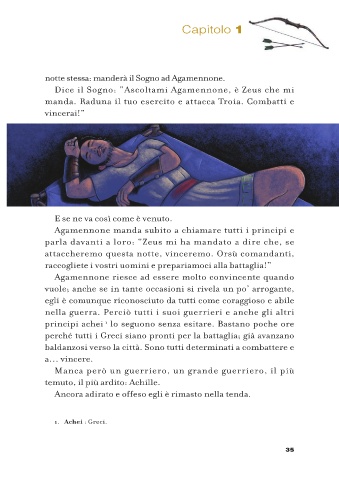 Capitolo 1
notte stessa: manderà il Sogno ad Agamennone.
Dice il Sogno: "Ascoltami Agamennone, è Zeus che mi
manda. Raduna il tuo esercito e attacca Troia. Combatti e
vincerai!"
E se ne va così come è venuto.
Agamennone manda subito a chiamare tutti i principi e
parla davanti a loro: "Zeus mi ha mandato a dire che, se
attaccheremo questa notte, vinceremo. Orsù comandanti,
raccogliete i vostri uomini e prepariamoci alla battaglia!"
Agamennone riesce ad essere molto convincente quando
vuole; anche se in tante occasioni si rivela un po' arrogante,
egli è comunque riconosciuto da tutti come coraggioso e abile
nella guerra. Perciò tutti i suoi guerrieri e anche gli altri
principi achei 1 lo seguono senza esitare. Bastano poche ore
perché tutti i Greci siano pronti per la battaglia; già avanzano
baldanzosi verso la città. Sono tutti determinati a combattere e
a... vincere.
Manca però un guerriero, un grande guerriero, il più
temuto, il più ardito: Achille.
Ancora adirato e offeso egli è rimasto nella tenda.
1. Achei : Greci.
35